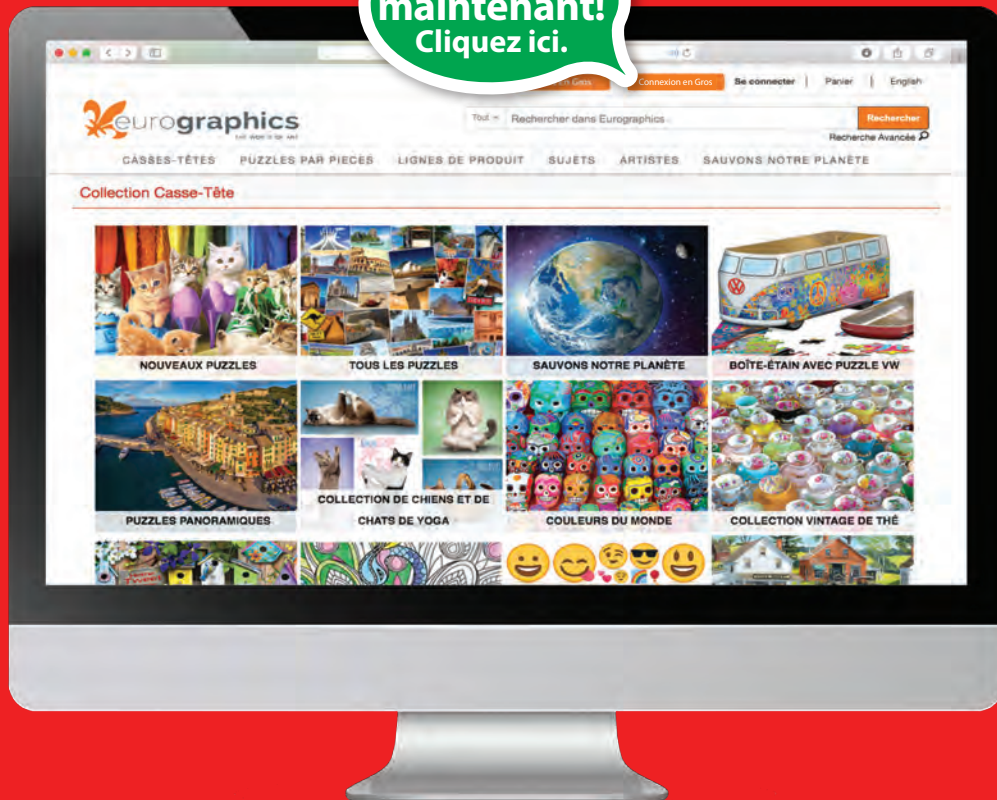 maintenant!
Cliquez ici.
en Gros
Connexion en Gros
Se connecter | Panier | English
eurographics
Tout
Rechercher dans Eurographics
Rechercher
Recherche Avancée
CASSES-TÊTES
PUZZLES PAR PIECES
LIGNES DE PRODUIT
SUJETS
ARTISTES
SAUVONS NOTRE PLANÈTE
Collection Casse-Tête
NOUVEAUX PUZZLES
TOUS LES PUZZLES
SAUVONS NOTRE PLANÈTE
BOÎTE-ÉTAIN AVEC PUZZLE VW
PUZZLES PANORAMIQUES
COLLECTION DE CHIENS ET DE
CHATS DE YOGA
COULEURS DU MONDE
COLLECTION VINTAGE DE THÉ